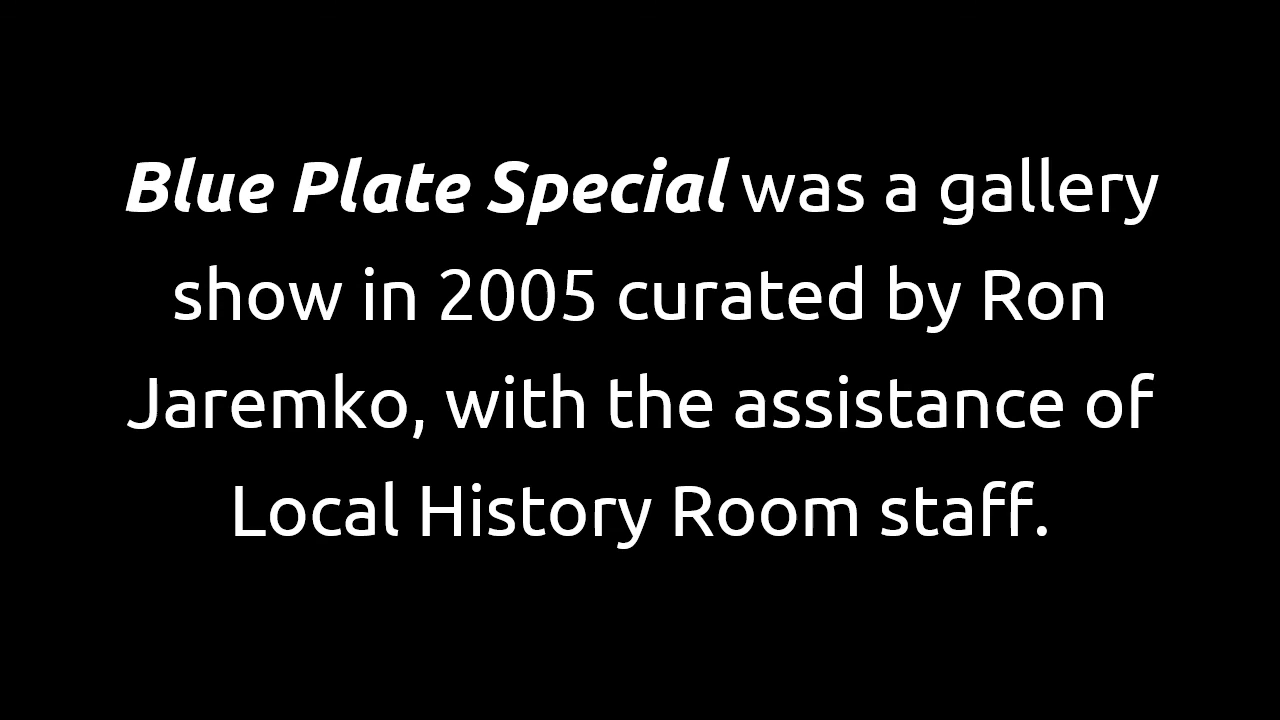 Blue Plate Special was a gallery
show in 2005 curated by Ron
Jaremko, with the assistance of
Local History Room staff.